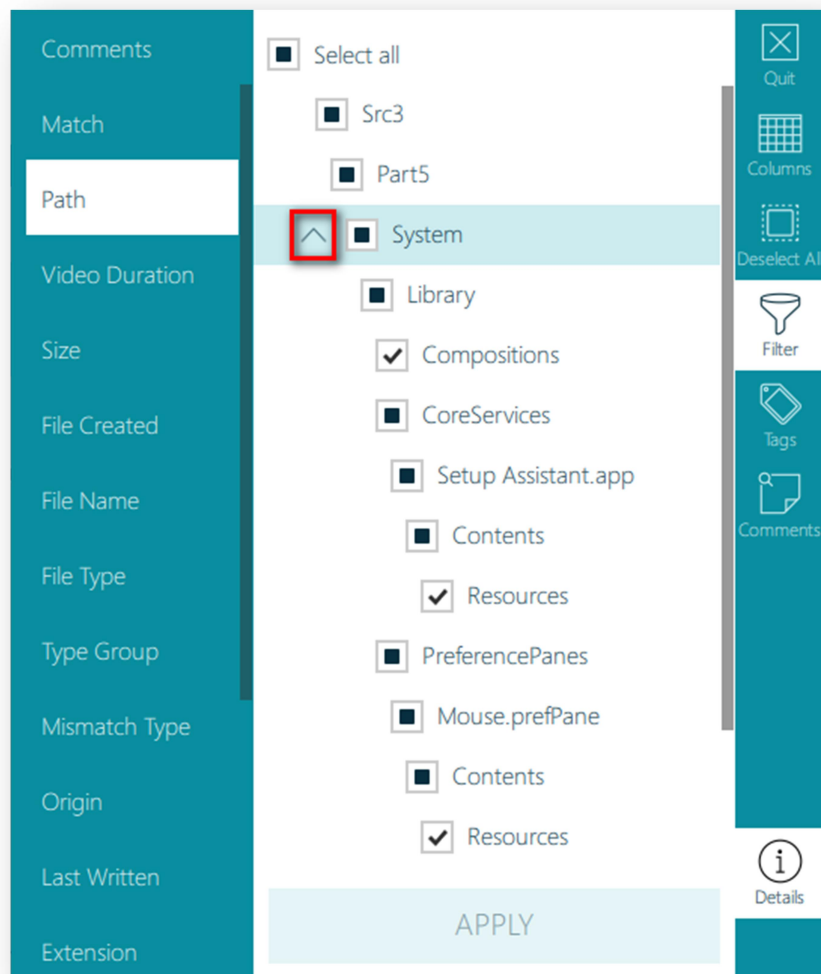 Comments
Match
Path
Video Duration
Size
File Created
File Name
File Type
Type Group
Mismatch Type
Origin
Last Written
Extension
Select all
Src3
Part5
System
Library
Compositions
CoreServices
Setup Assistant.app
Contents
Resources
PreferencePanes
Mouse.prefPane
Contents
Resources
APPLY
Quit
Columns
Deselect Al
Filter
Tags
Comments
Details